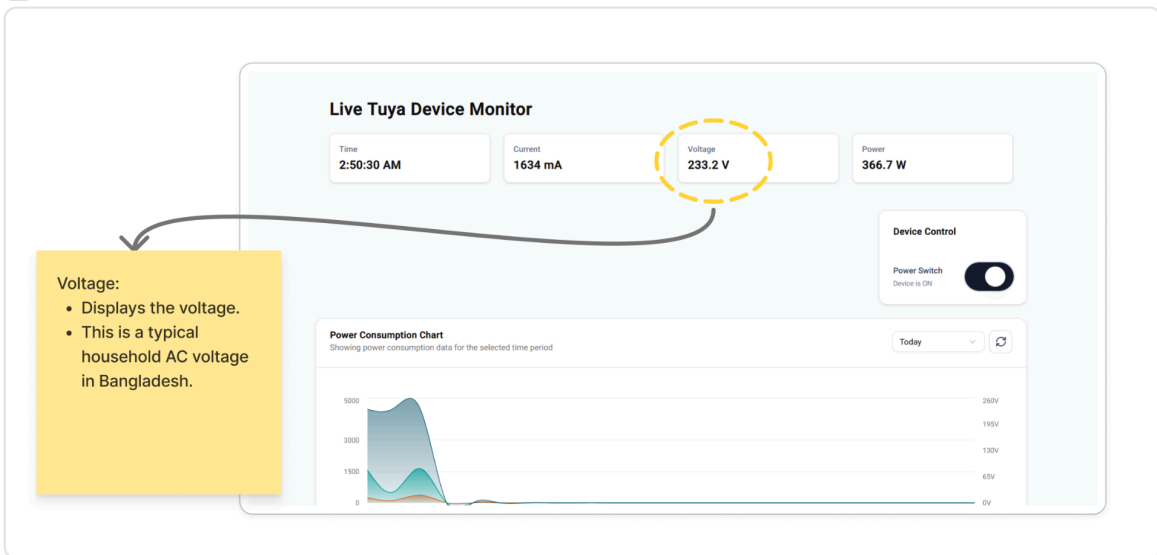 Live Tuya Device Monitor
Time
2:50:30 AM
Current
1634 mA
Voltage
233.2 V
Power
366.7 W
Device Control
Power Switch
Device is ON
Voltage:
• Displays the voltage.
• This is a typical
household AC voltage
in Bangladesh.
Power Consumption Chart
Showing power consumption data for the selected time period
Today
5000
3000
1500
0
260V
195V
130V
65V
0V